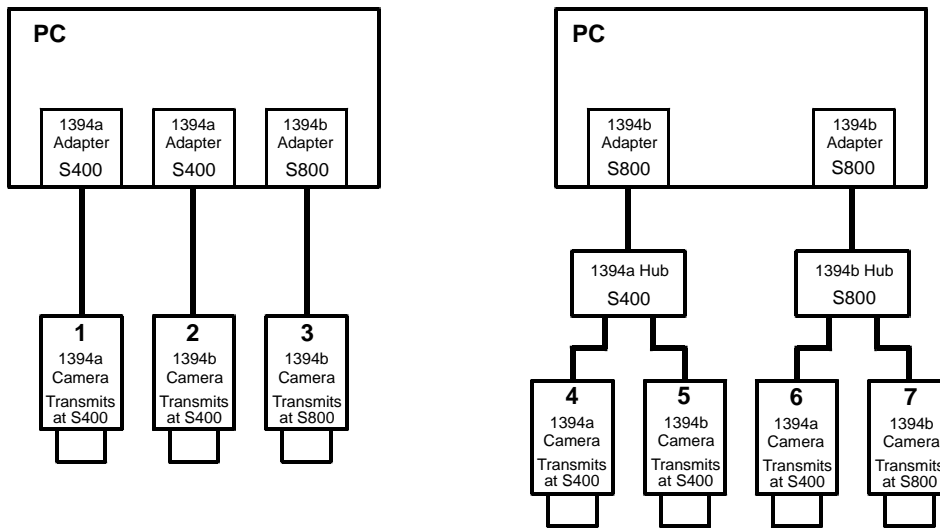 PC
1394a
Adapter
S400
1394a
Adapter
S400
1394b
Adapter
S800
1
1394a
Camera
Transmits
at S400
2
1394b
Camera
Transmits
at S400
3
1394b
Camera
Transmits
at S800
PC
1394b
Adapter
S800
1394b
Adapter
S800
1394a Hub
S400
1394b Hub
S800
4
1394a
Camera
Transmits
at S400
5
1394b
Camera
Transmits
at S400
6
1394a
Camera
Transmits
at S400
7
1394b
Camera
Transmits
at S800